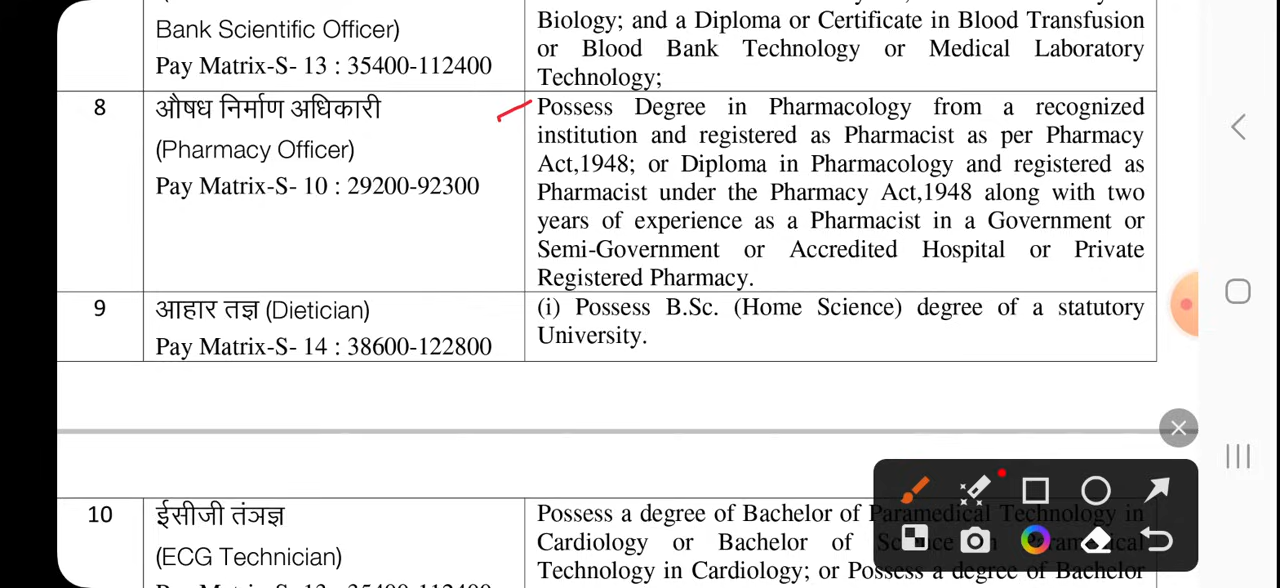 Bank Scientific Officer)
Pay Matrix-S- 13 : 35400-112400
Biology; and a Diploma or Certificate in Blood Transfusion
or Blood Bank Technology or Medical Laboratory
Technology;
8
औषध निर्माण अधिकारी
(Pharmacy Officer)
Pay Matrix-S- 10 : 29200-92300
Possess Degree in Pharmacology from a recognized
institution and registered as Pharmacist as per Pharmacy
Act,1948; or Diploma in Pharmacology and registered as
Pharmacist under the Pharmacy Act,1948 along with two
years of experience as a Pharmacist in a Government or
Semi-Government or Accredited Hospital or Private
Registered Pharmacy.
9
आहार तज्ञ (Dietician)
Pay Matrix-S- 14 : 38600-122800
(i) Possess B.Sc. (Home Science) degree of a statutory
University.
10
ईसीजी तंत्रज्ञ
(ECG Technician)
Possess a degree of Bachelor of Paramedical Technology in
Cardiology or Bachelor of
Technology in Cardiology; or Possess a degree of Bachelor